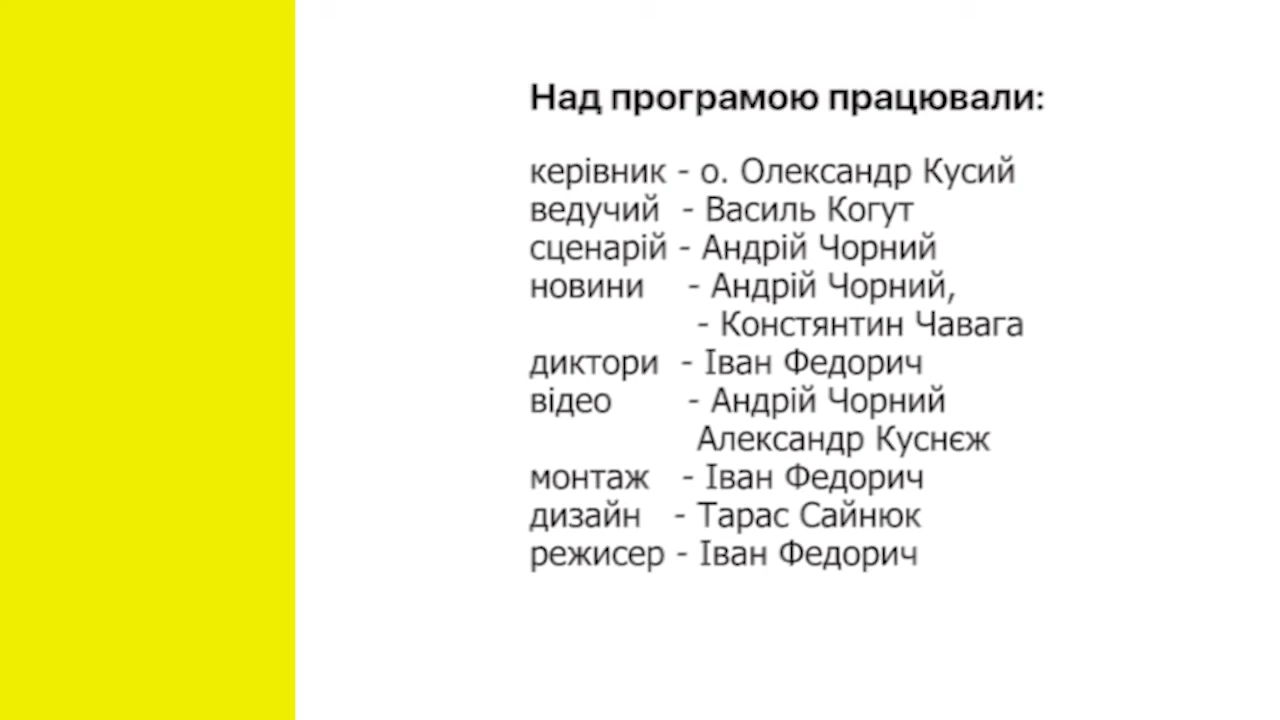 Над програмою працювали:
керівник - о. Олександр Кусий
ведучий - Василь Когут
сценарій - Андрій Чорний
новини - Андрій Чорний,
- Констянтин Чавага
диктори - Іван Федорич
відео - Андрій Чорний
Александр Куснєж
монтаж - Іван Федорич
дизайн - Тарас Сайнюк
режисер - Іван Федорич